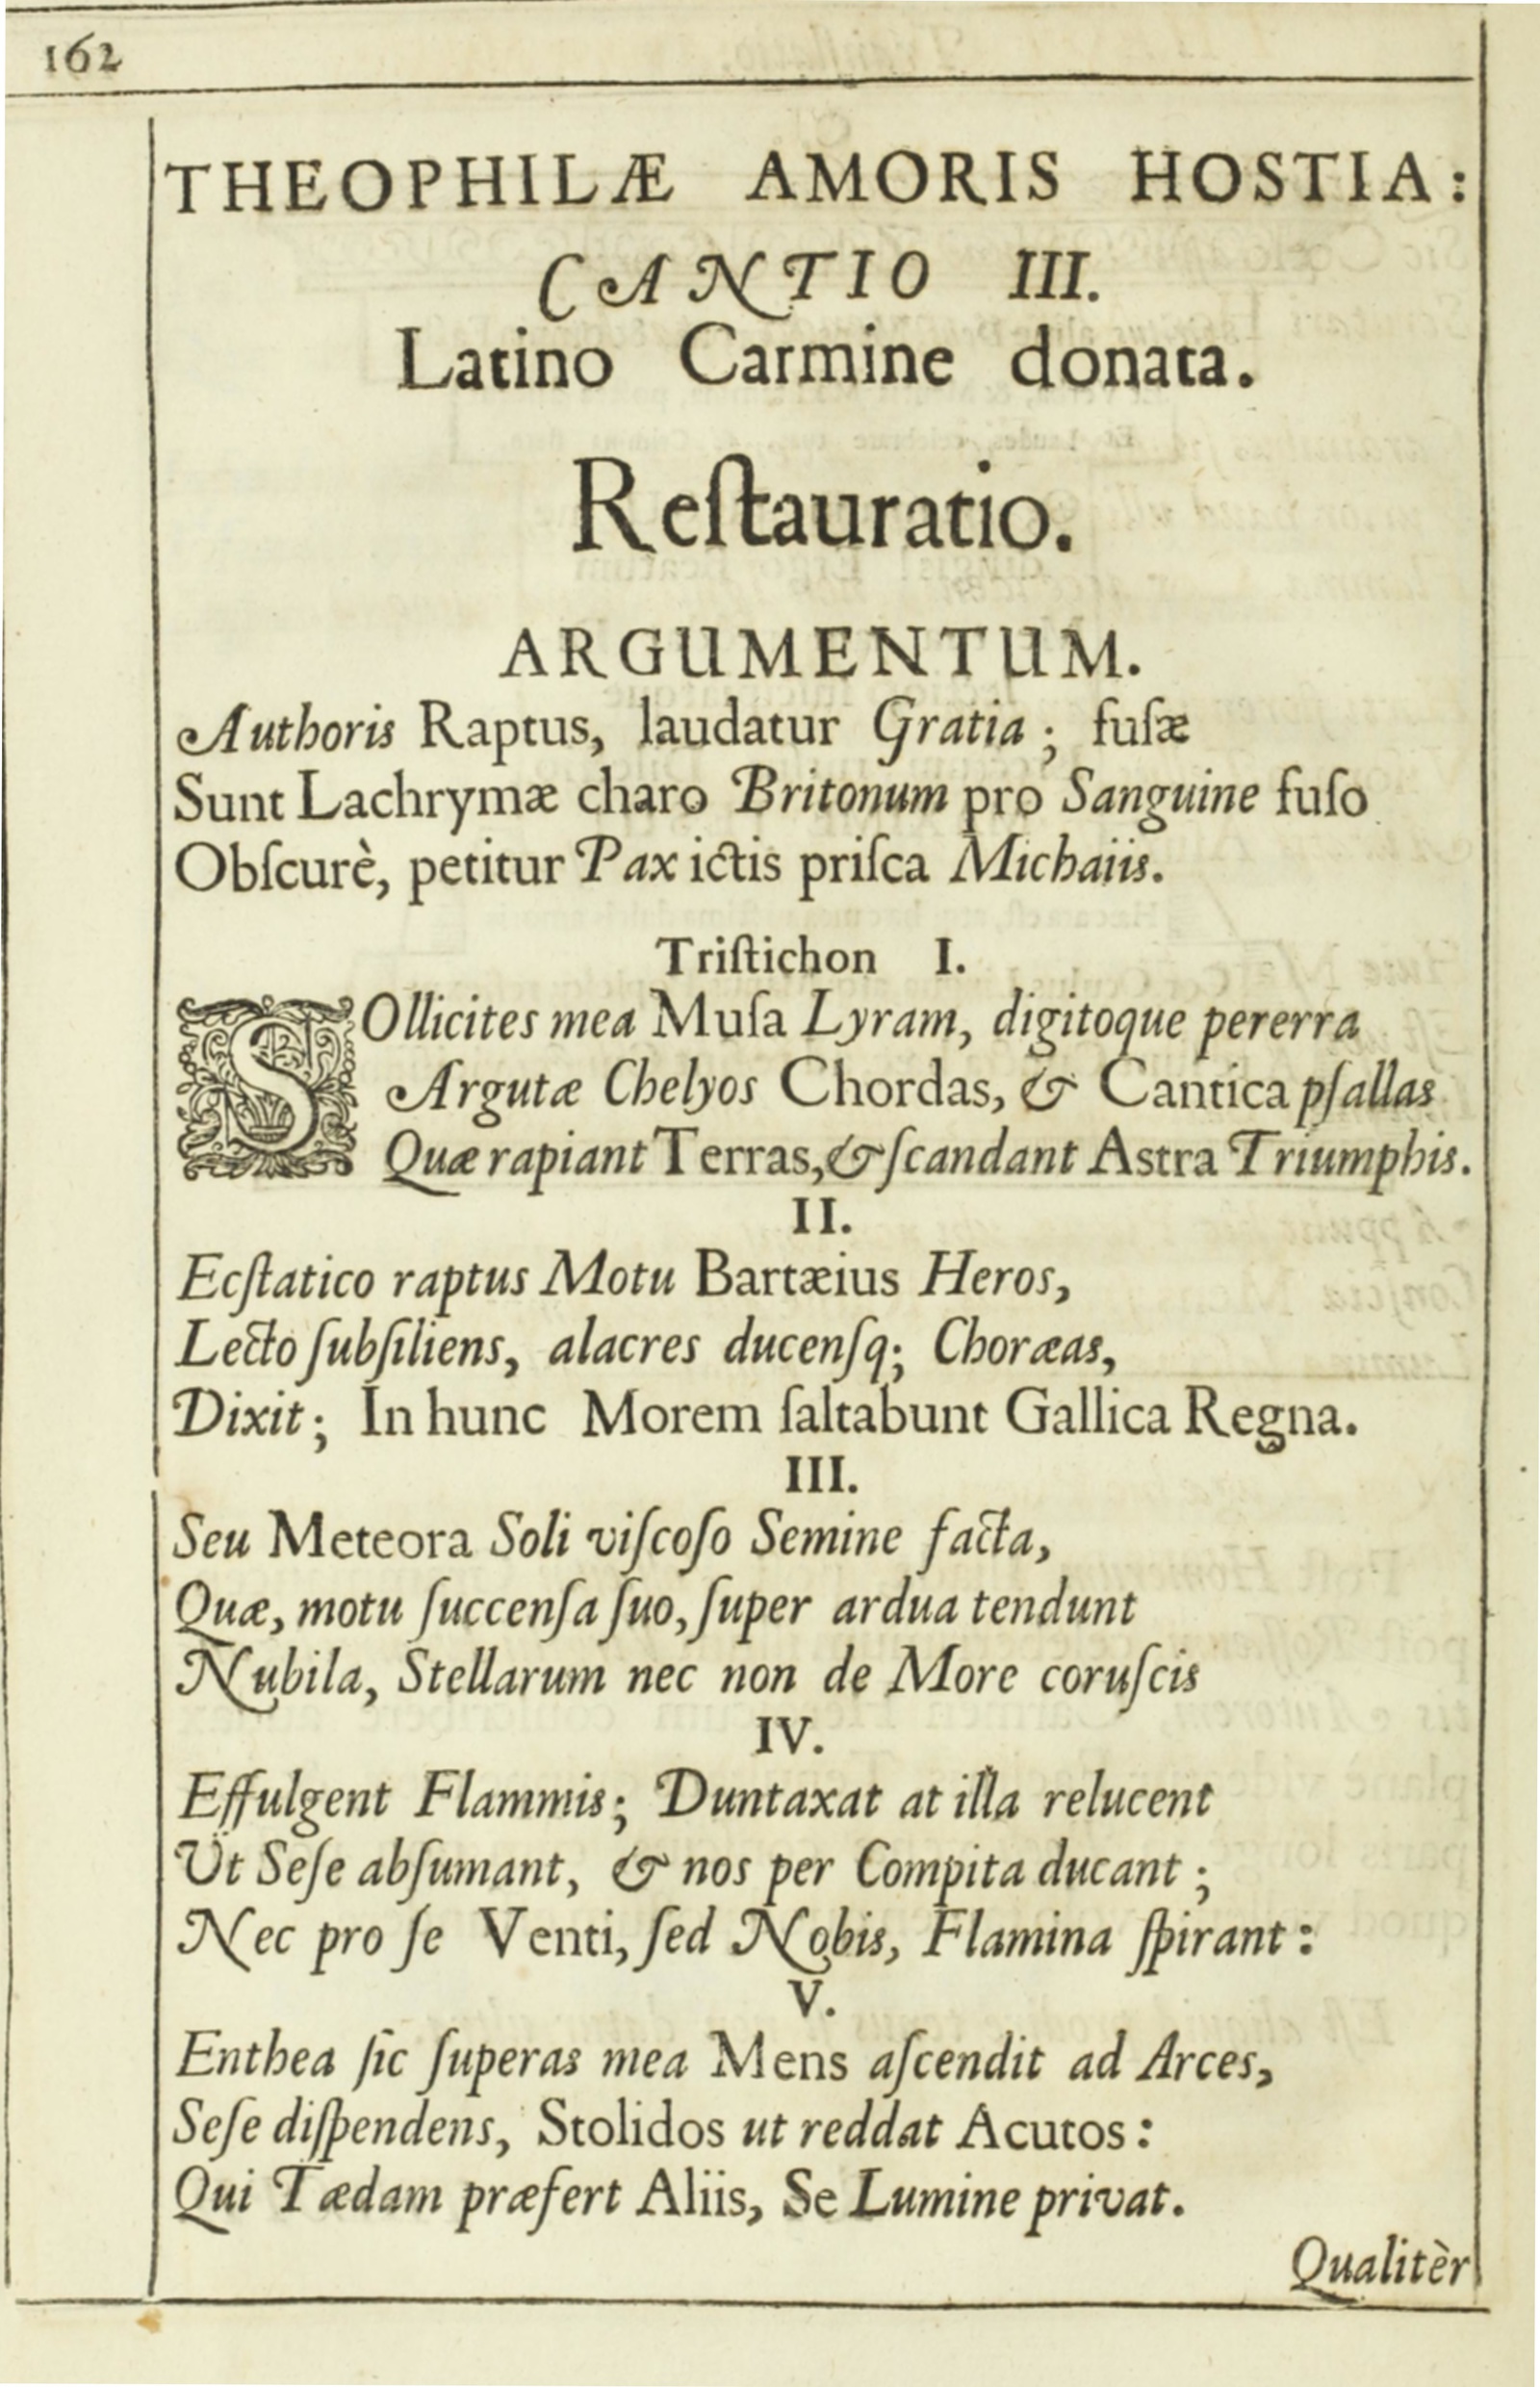 162
THEOPHILÆ AMORIS HOSTIA:
CANTIO III.
Latino Carmine donata.
Reſtauratio.
ARGUMENTUM.
Authoris Raptus, laudatur Gratia; fuſæ
Sunt Lachrymæ charo Britonum pro Sanguine fuſo
Obſcurè, petitur Pax ictis priſca Michaiis.
Triſtichon I.
SOllicites mea Muſa Lyram, digitoque pererra
Argutæ Chelyos Chordas, & Cantica pſallas
Quæ rapiant Terras, & ſcandant Astra Triumphis.
II.
Ecſtatico raptus Motu Bartæius Heros,
Lecto ſubſiliens, alacres ducenſq; Choræas,
Dixit; In hunc Morem ſaltabunt Gallica Regna.
III.
Seu Meteora Soli viſcoſo Semine facta,
Quæ, motu ſuccenſa ſuo, ſuper ardua tendunt
Nubila, Stellarum nec non de More coruſcis
IV.
Effulgent Flammis; Duntaxat at illa relucent
Üt Seſe abſumant, & nos per Compita ducant;
Nec pro ſe Venti, ſed Nobis, Flamina ſpirant:
V.
Enthea ſic ſuperas mea Mens aſcendit ad Arces,
Seſe diſpendens, Stolidos ut reddat Acutos:
Qui Tædam præfert Aliis, Se Lumine privat.
Qualitèr